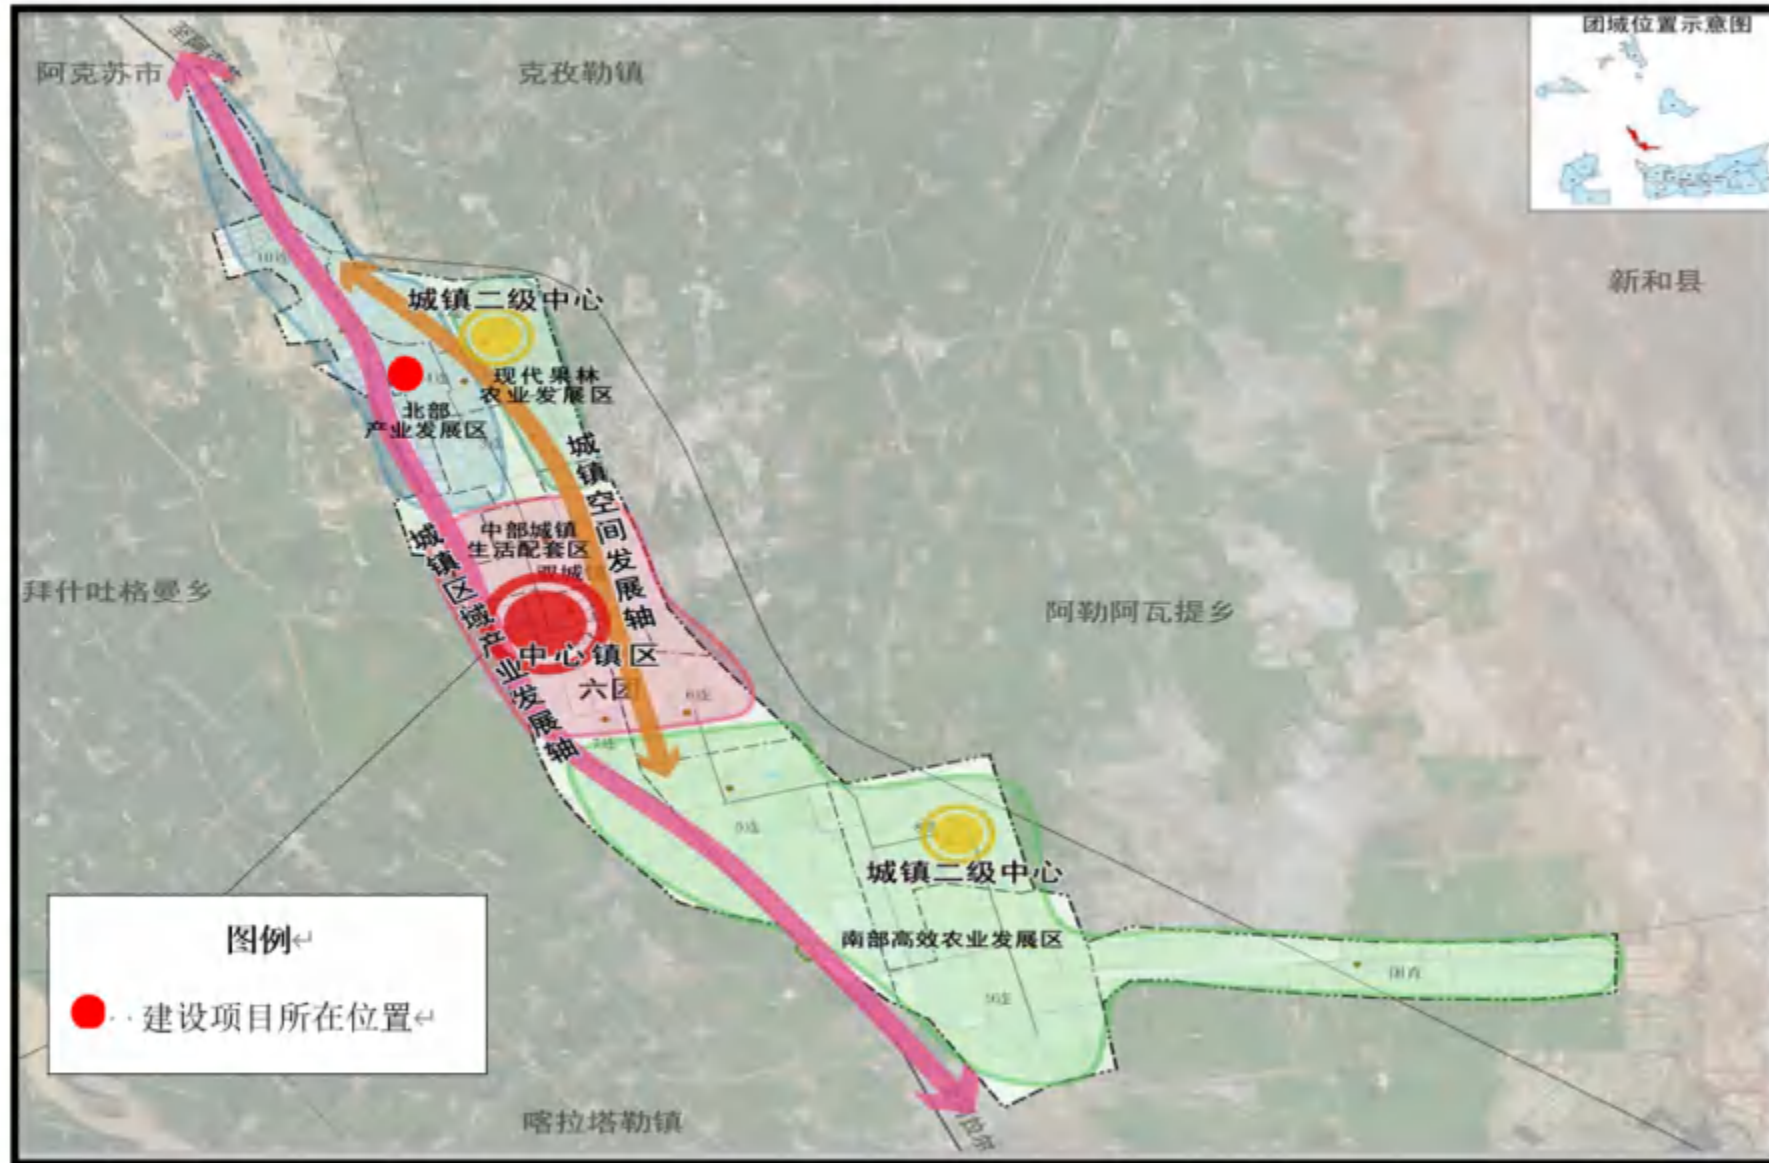 团域位置示意图
阿克苏市
克孜勒镇
新和县
10连
城镇二级中心
现代果林
农业发展区
北部
产业发展区
城镇空间发展轴
中部城镇
生活配套区
城镇区域产业发展轴
拜什吐格曼乡
阿勒阿瓦提乡
中心镇区
六团
城镇二级中心
南部高效农业发展区
图例
建设项目所在位置
喀拉塔勒镇